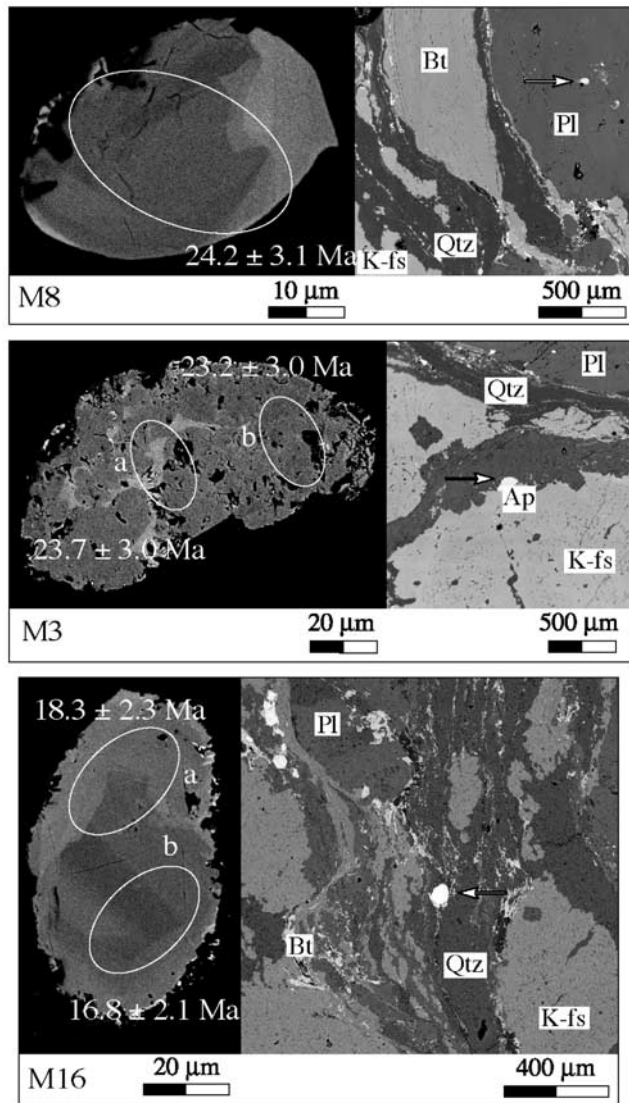 Bt
Pl
Qtz
K-fs
24.2 ± 3.1 Ma
M8
10 μm
500 μm
23.2 ± 3.0 Ma
b
a
23.7 ± 3.0 Ma
Pl
Qtz
Ap
K-fs
M3
20 μm
500 μm
18.3 ± 2.3 Ma
a
b
16.8 ± 2.1 Ma
Pl
Bt
Qtz
K-fs
M16
20 μm
400 μm